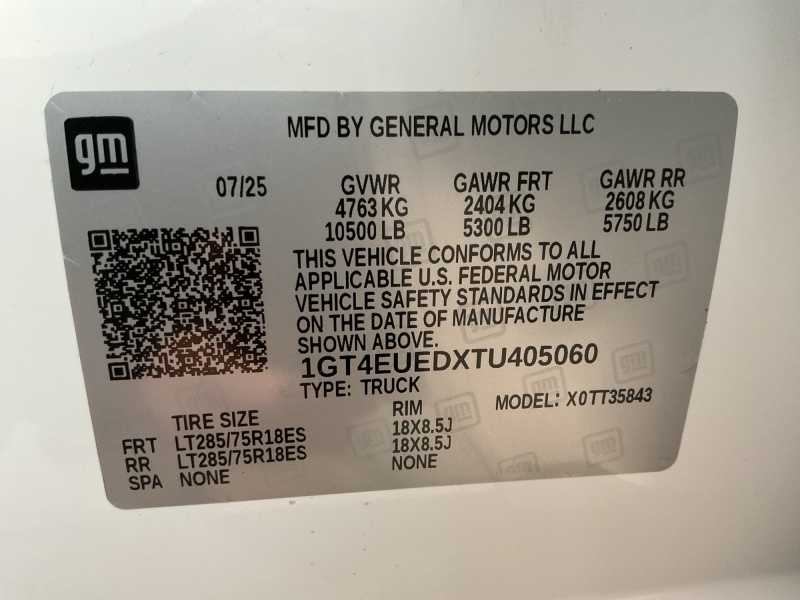 gm
MFD BY GENERAL MOTORS LLC
07/25 GVWR GAWR FRT GAWR RR
4763 KG 2404 KG 2608 KG
10500 LB 5300 LB 5750 LB
THIS VEHICLE CONFORMS TO ALL
APPLICABLE U.S. FEDERAL MOTOR
VEHICLE SAFETY STANDARDS IN EFFECT
ON THE DATE OF MANUFACTURE
SHOWN ABOVE.
1GT4EUEDXTU405060
TYPE: TRUCK MODEL: X0TT35843
TIRE SIZE RIM
FRT LT285/75R18ES 18X8.5J
RR LT285/75R18ES 18X8.5J
SPA NONE NONE